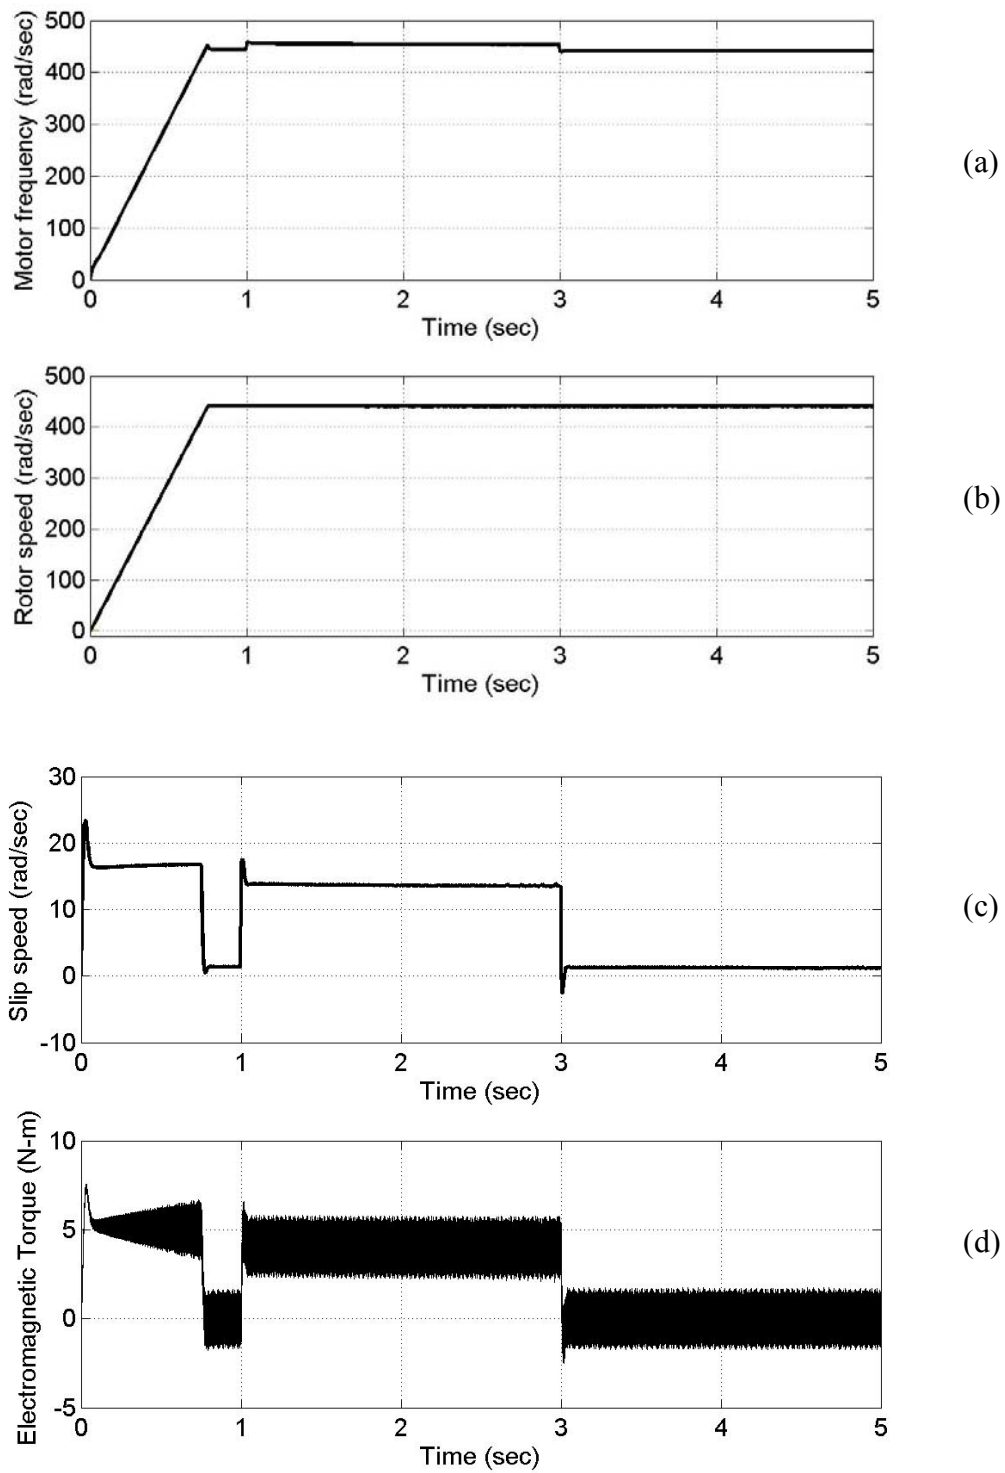 500
400
300
200
100
0
Motor frequency (rad/sec)
0 1 2 3 4 5
Time (sec)
(a)
500
400
300
200
100
0
Rotor speed (rad/sec)
0 1 2 3 4 5
Time (sec)
(b)
30
20
10
0
-10
Slip speed (rad/sec)
0 1 2 3 4 5
Time (sec)
(c)
10
5
0
-5
Electromagnetic Torque (N-m)
0 1 2 3 4 5
Time (sec)
(d)